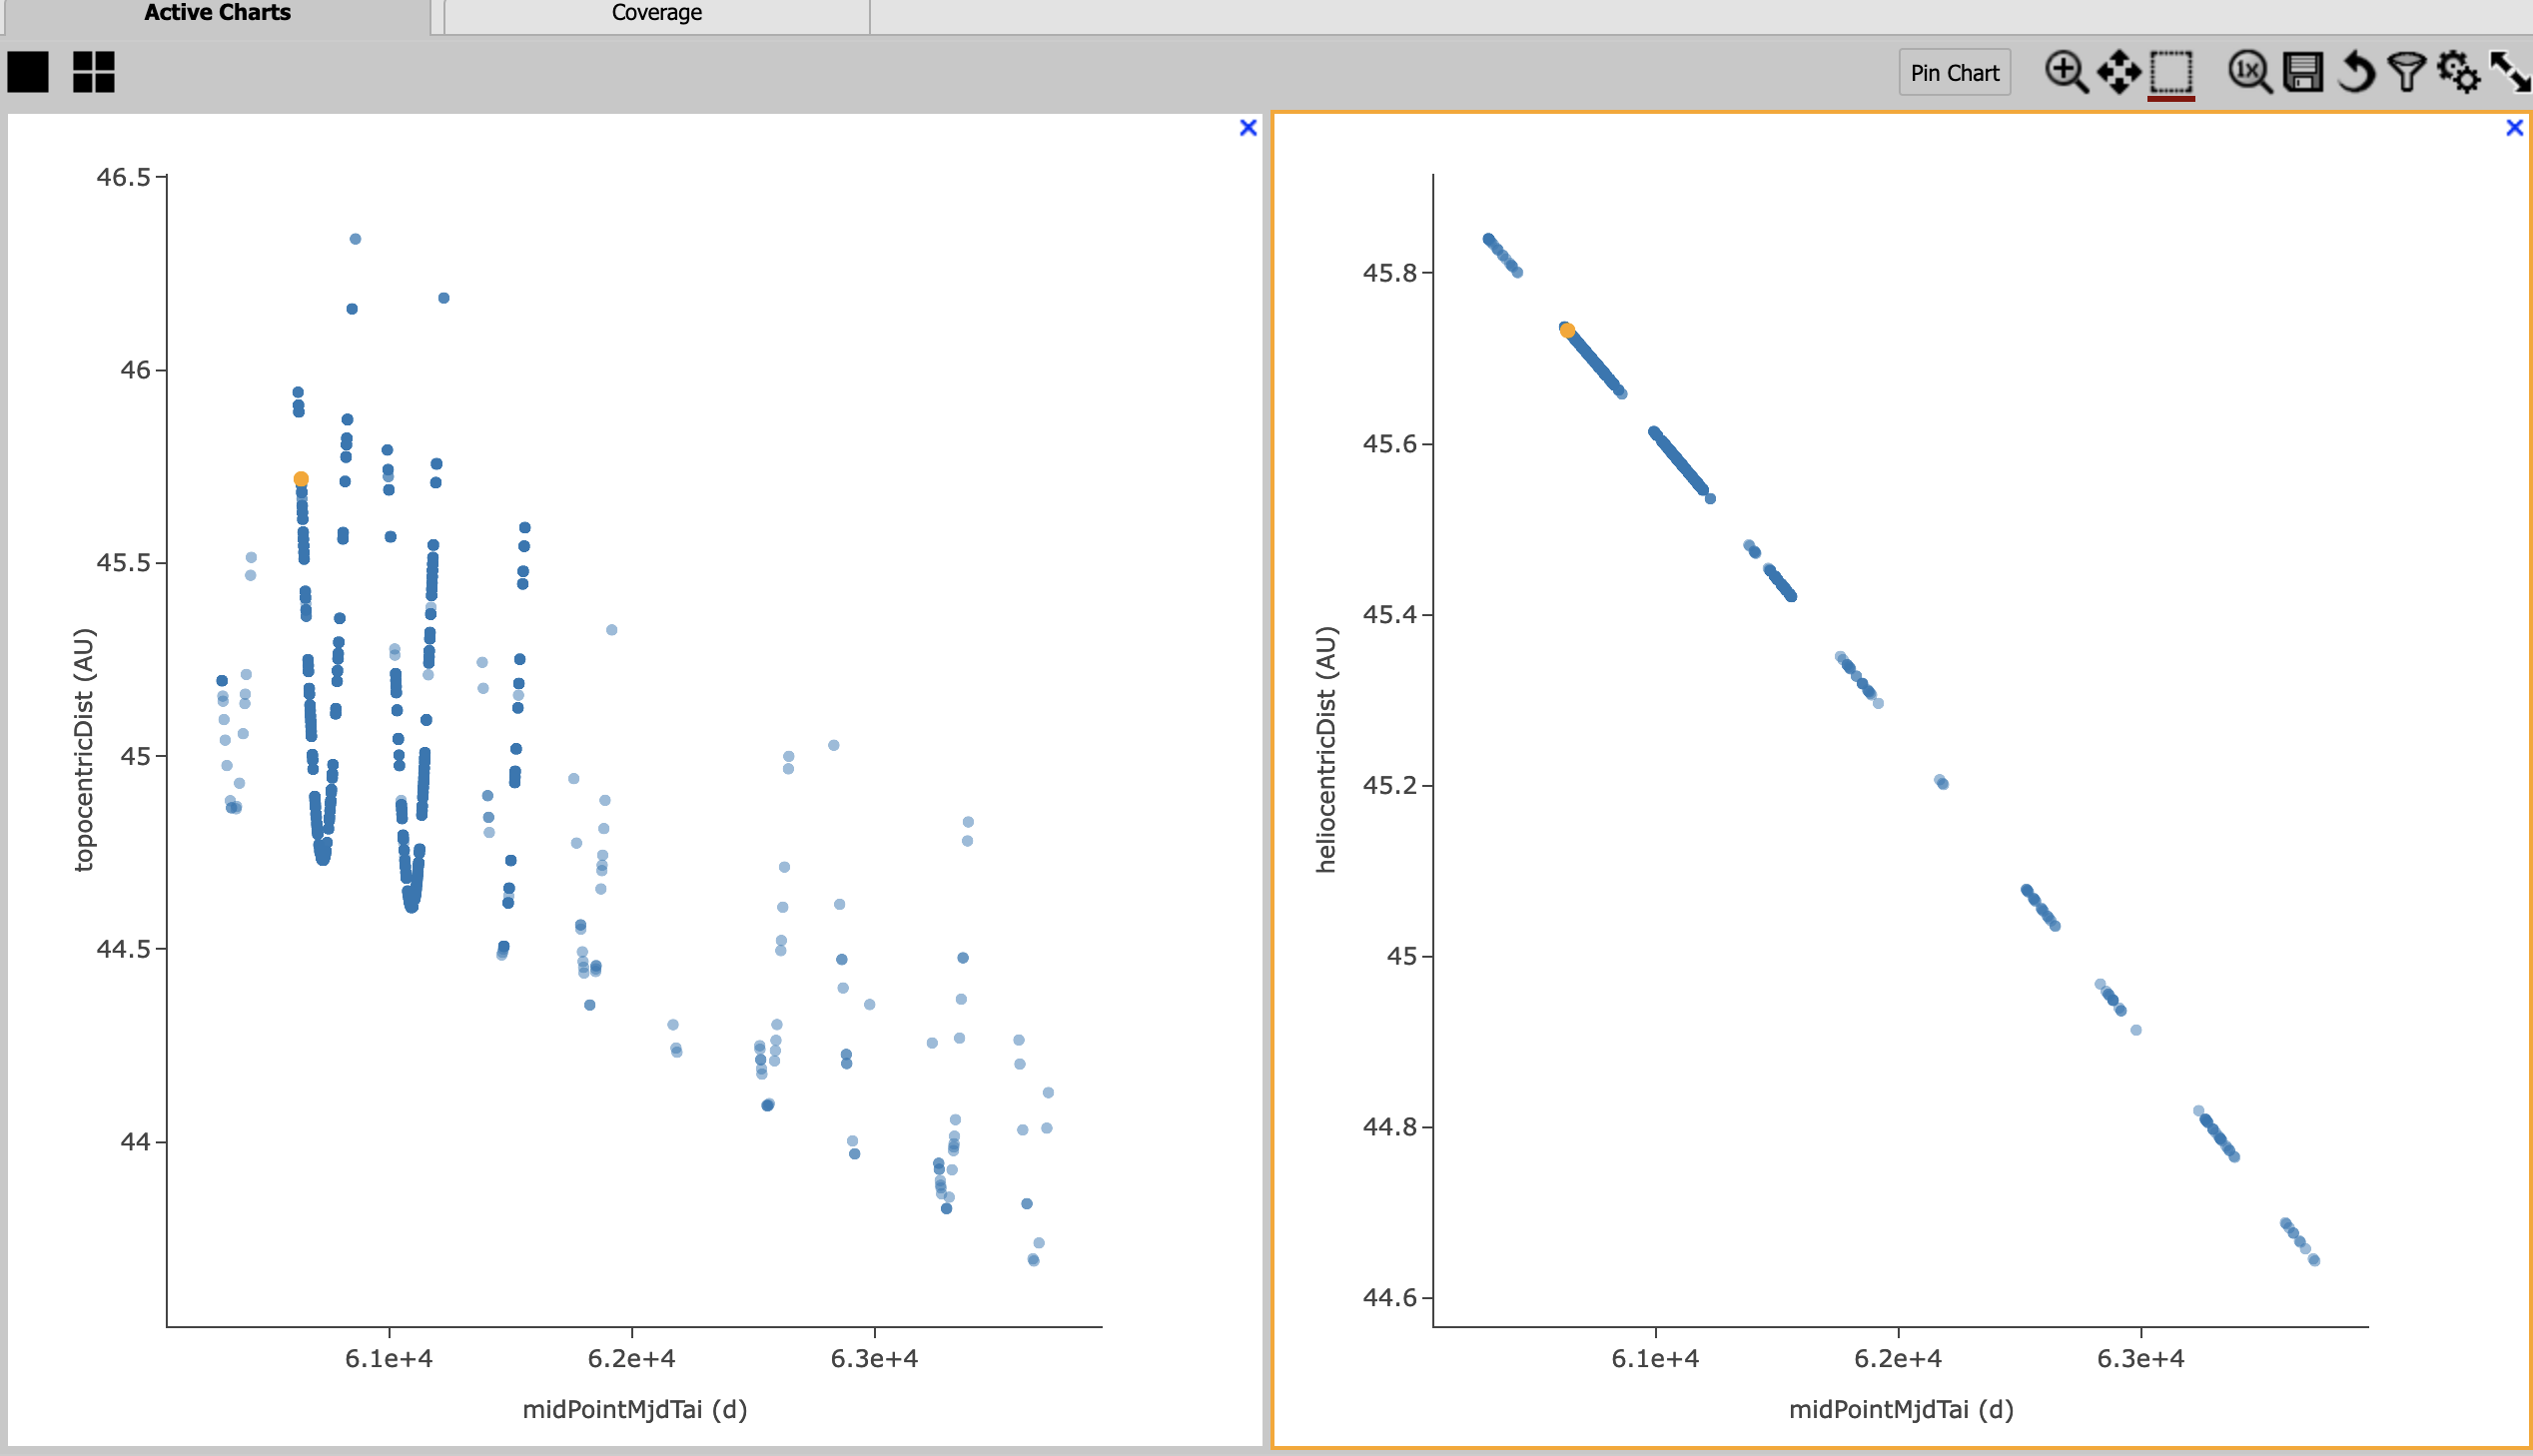 Active Charts
Coverage
Pin Chart
1x
46.5
46
45.5
45
44.5
44
topocentricDist (AU)
6.1e+4
6.2e+4
6.3e+4
midPointMjdTai (d)
45.8
45.6
45.4
45.2
45
44.8
44.6
heliocentricDist (AU)
6.1e+4
6.2e+4
6.3e+4
midPointMjdTai (d)